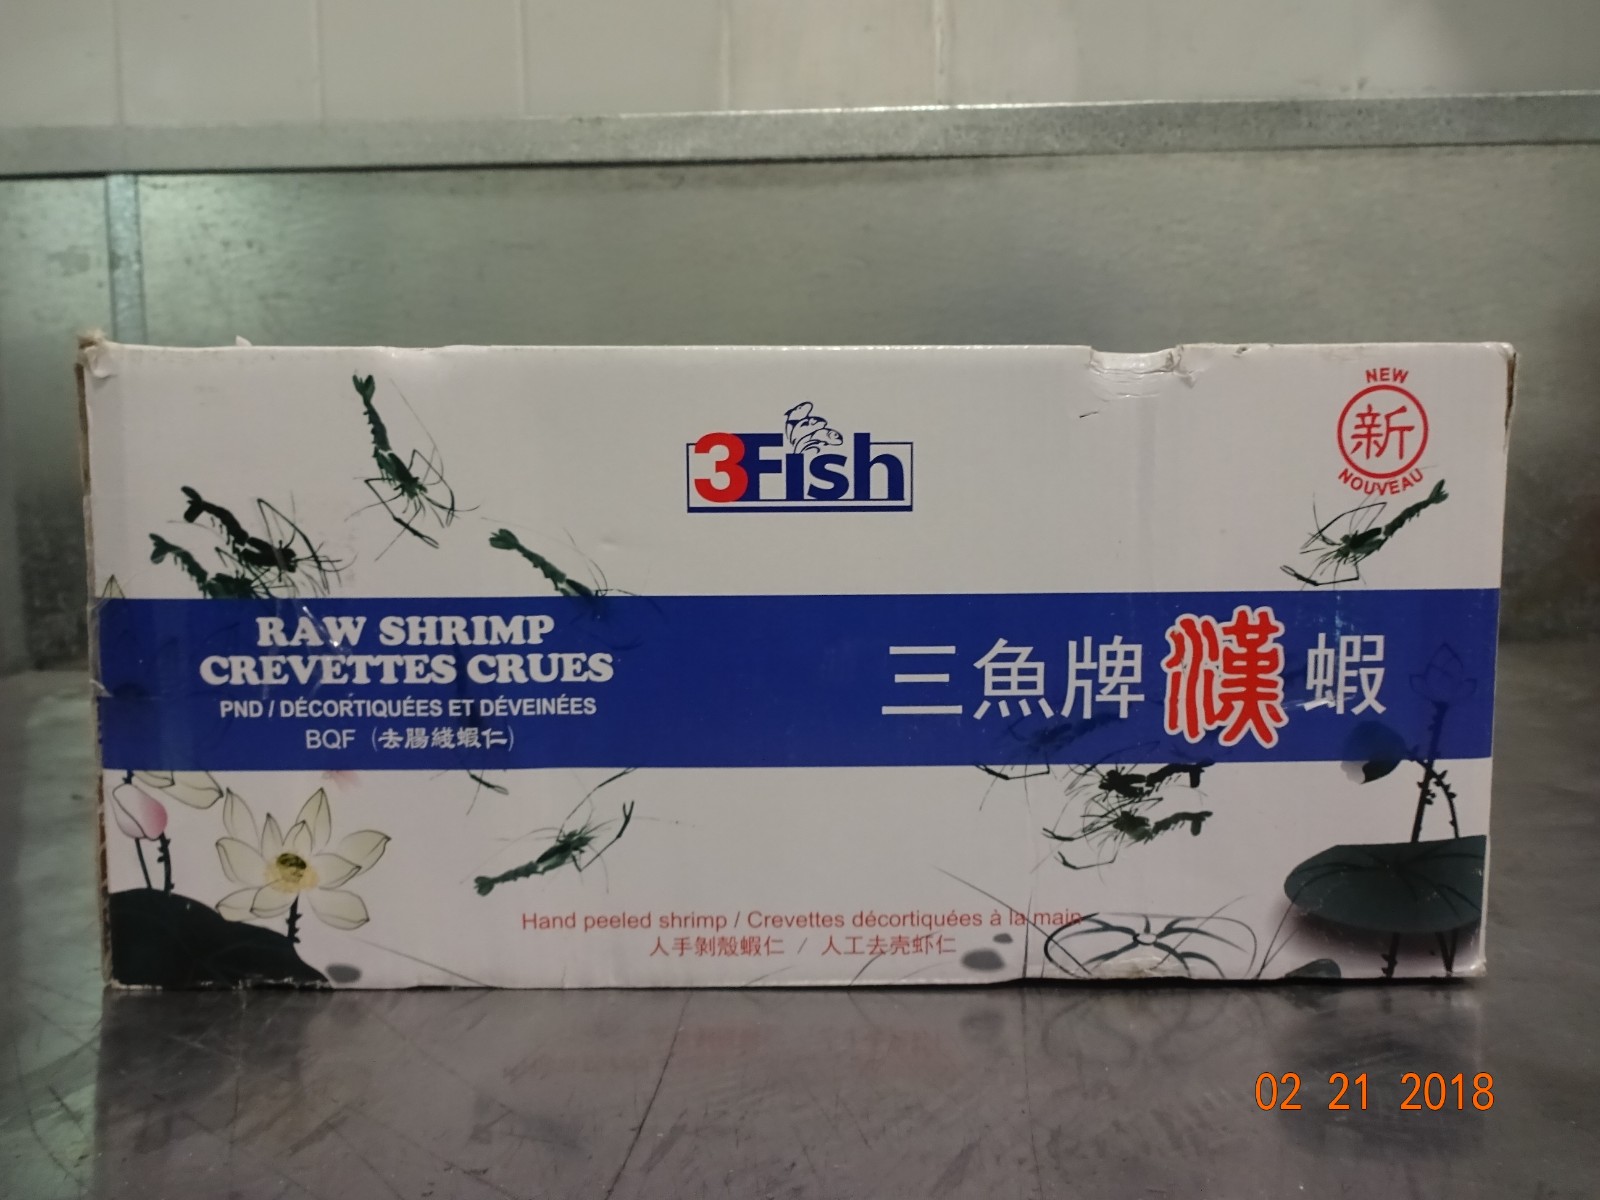 NEW
新
NOUVEAU
3Fish
RAW SHRIMP
CREVETTES CRUES
PND / DÉCORTIQUÉES ET DÉVEINÉES
BQF (去腸綫蝦仁)
三魚牌 漢 蝦
Hand peeled shrimp / Crevettes décortiquées à la main
人手剝殼蝦仁 / 人工去壳虾仁
02 21 2018